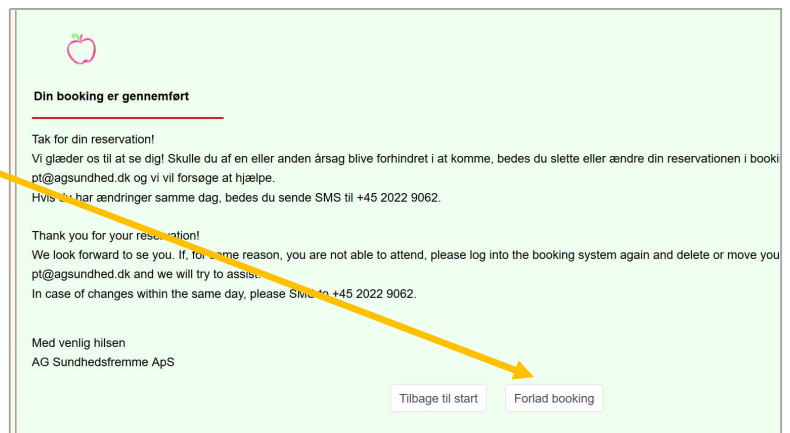 Din booking er gennemført
Tak for din reservation!
Vi glæder os til at se dig! Skulle du af en eller anden årsag blive forhindret i at komme, bedes du slette eller ændre din reservationen i booki
pt@agsundhed.dk og vi vil forsøge at hjælpe.
Hvis du har ændringer samme dag, bedes du sende SMS til +45 2022 9062.
Thank you for your reservation!
We look forward to se you. If, for some reason, you are not able to attend, please log into the booking system again and delete or move you
pt@agsundhed.dk and we will try to assist.
In case of changes within the same day, please SMS to +45 2022 9062.
Med venlig hilsen
AG Sundhedsfremme ApS
Tilbage til start
Forlad booking